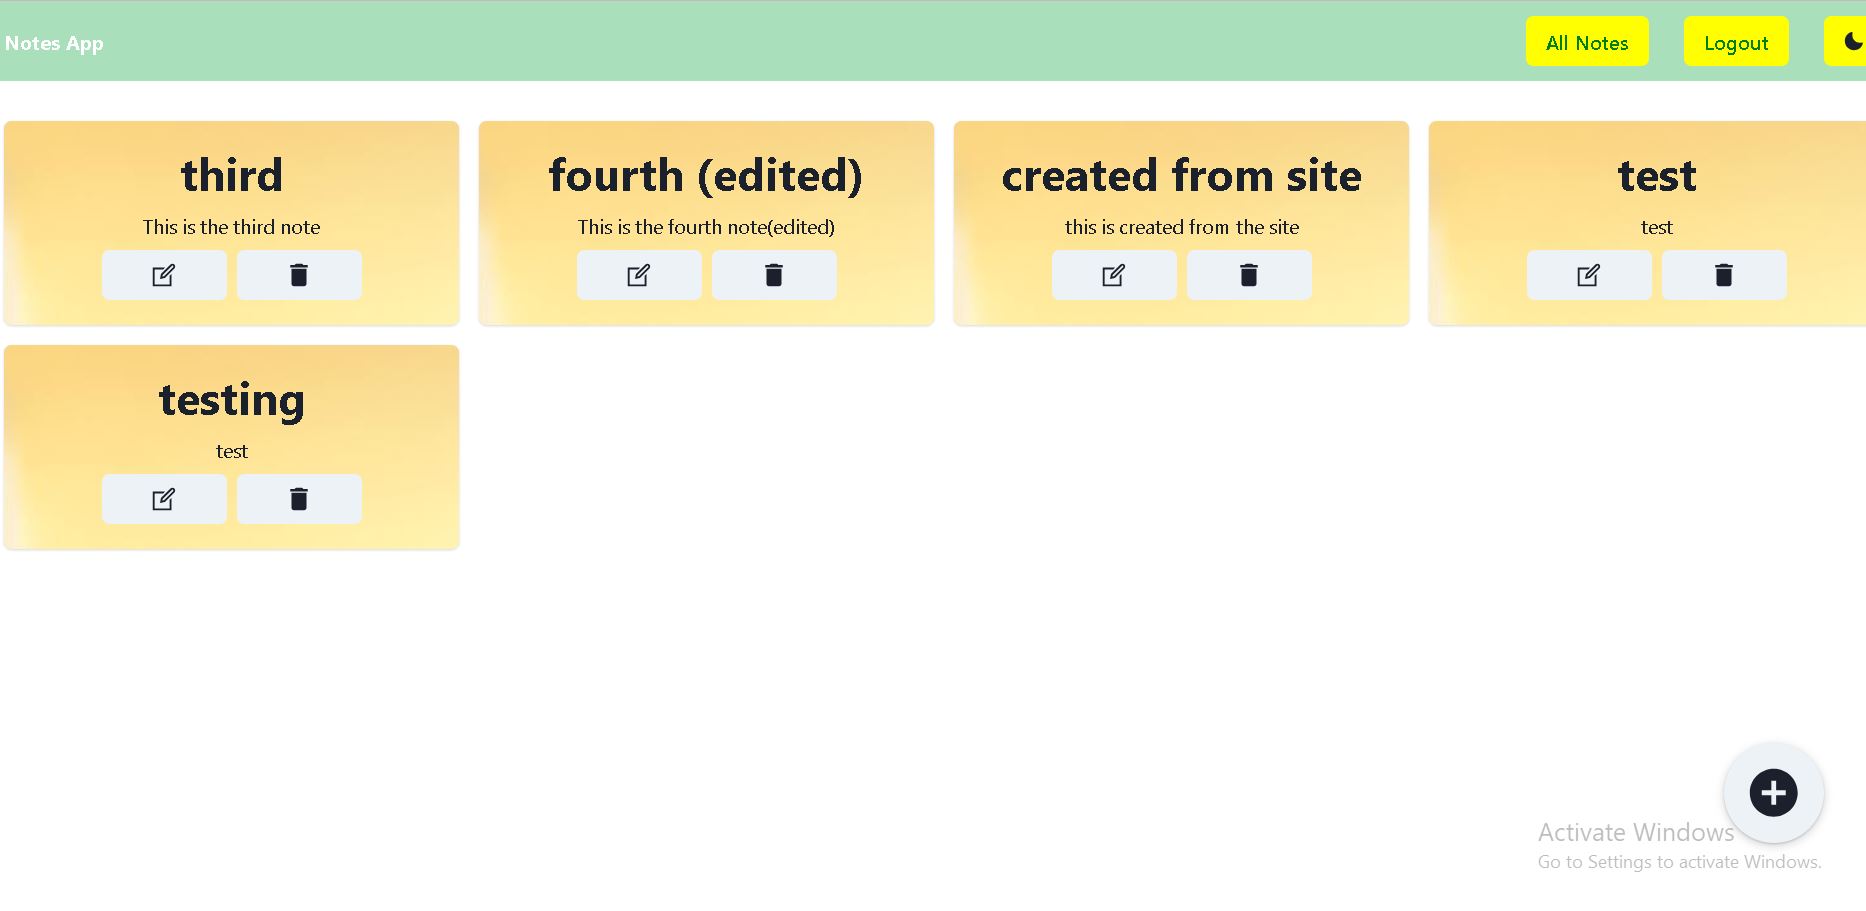 Notes App
All Notes
Logout
third
This is the third note
fourth (edited)
This is the fourth note(edited)
created from site
this is created from the site
test
test
testing
test
Activate Windows
Go to Settings to activate Windows.